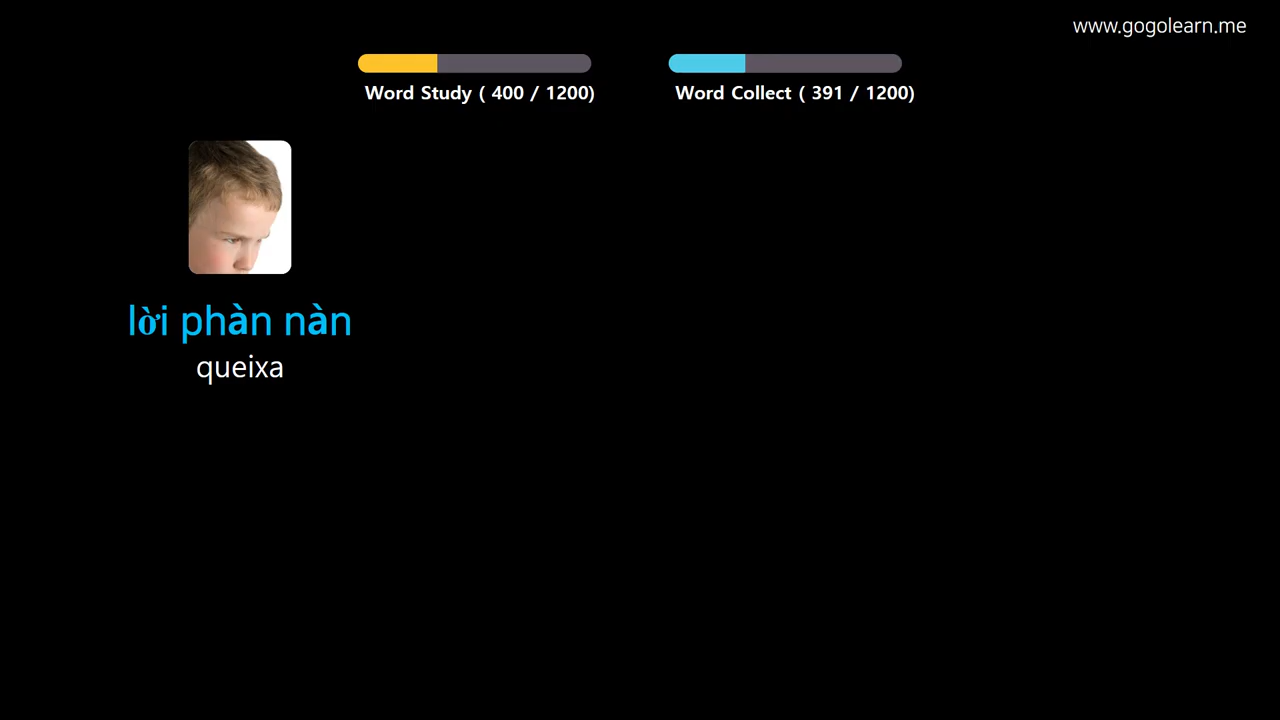 www.gogolearn.me
Word Study ( 400 / 1200)
Word Collect ( 391 / 1200)
lời phàn nàn
queixa